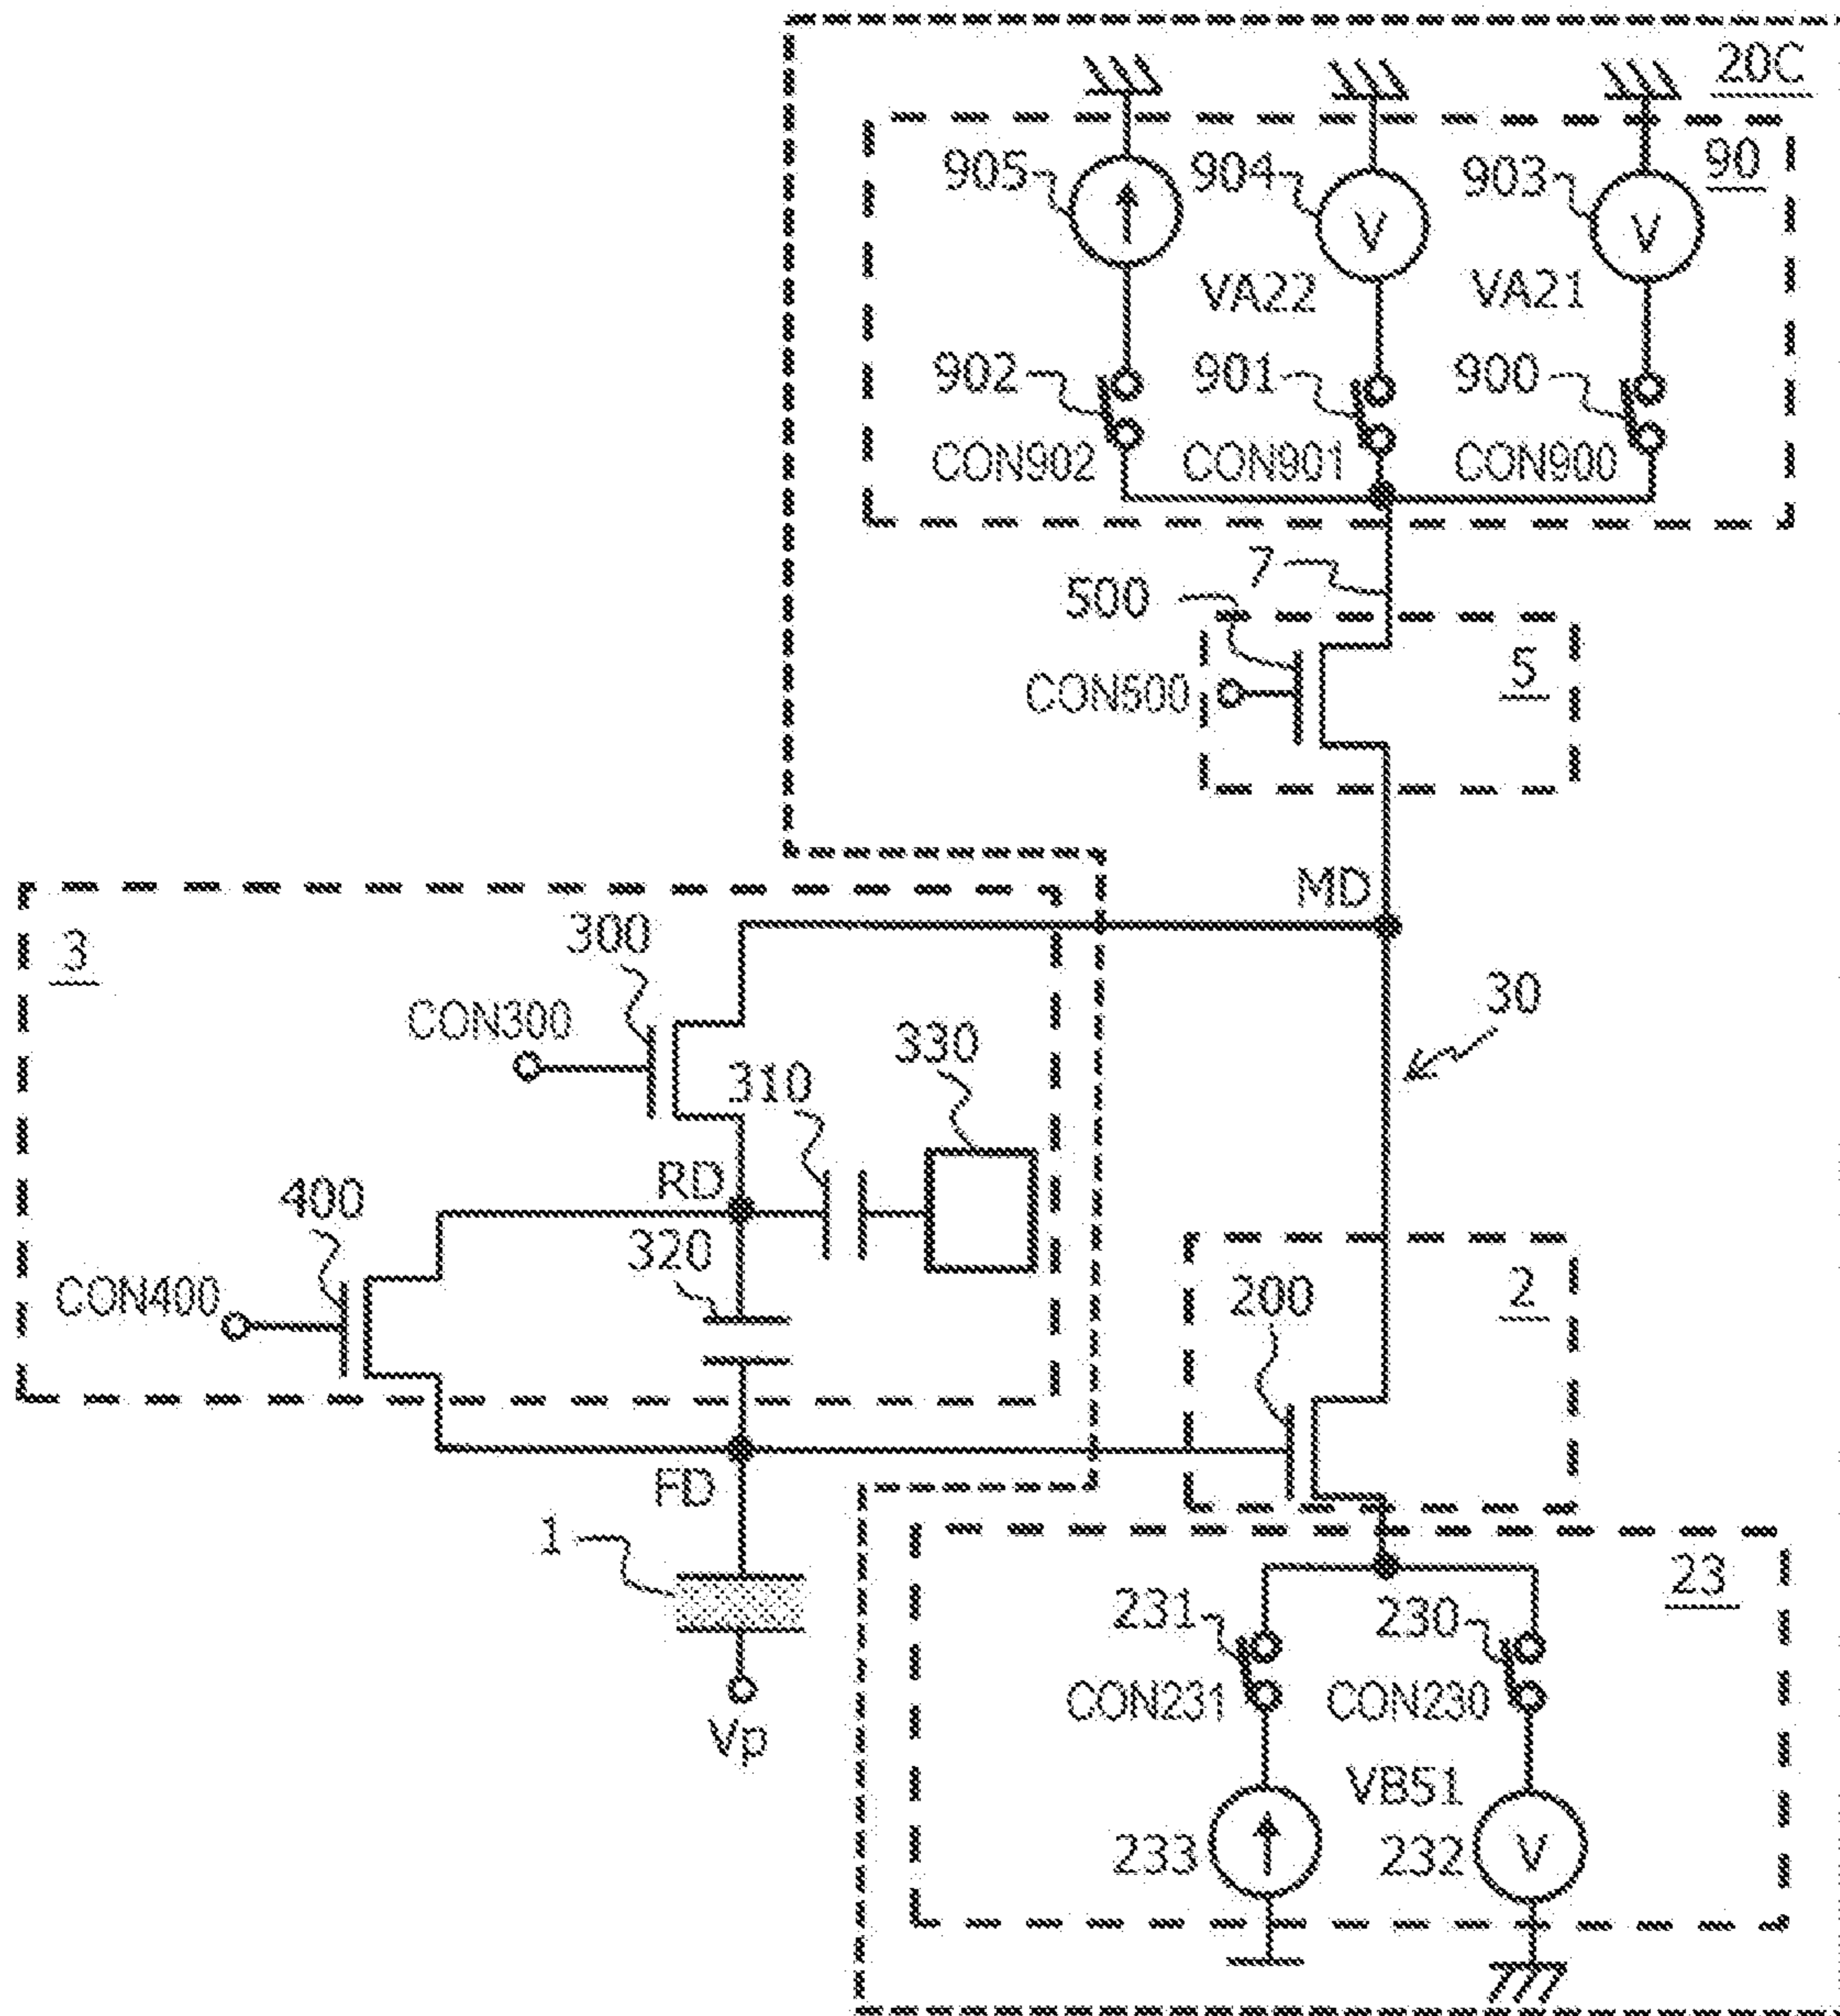 20C
90
905
904
903
V
V
VA22
VA21
902
901
900
CON902
CON901
CON900
7
500
5
CON500
MD
3
300
30
CON300
330
310
RD
400
320
2
CON400
200
FD
1
23
231
230
CON231
CON230
Vp
VB51
233
232
V